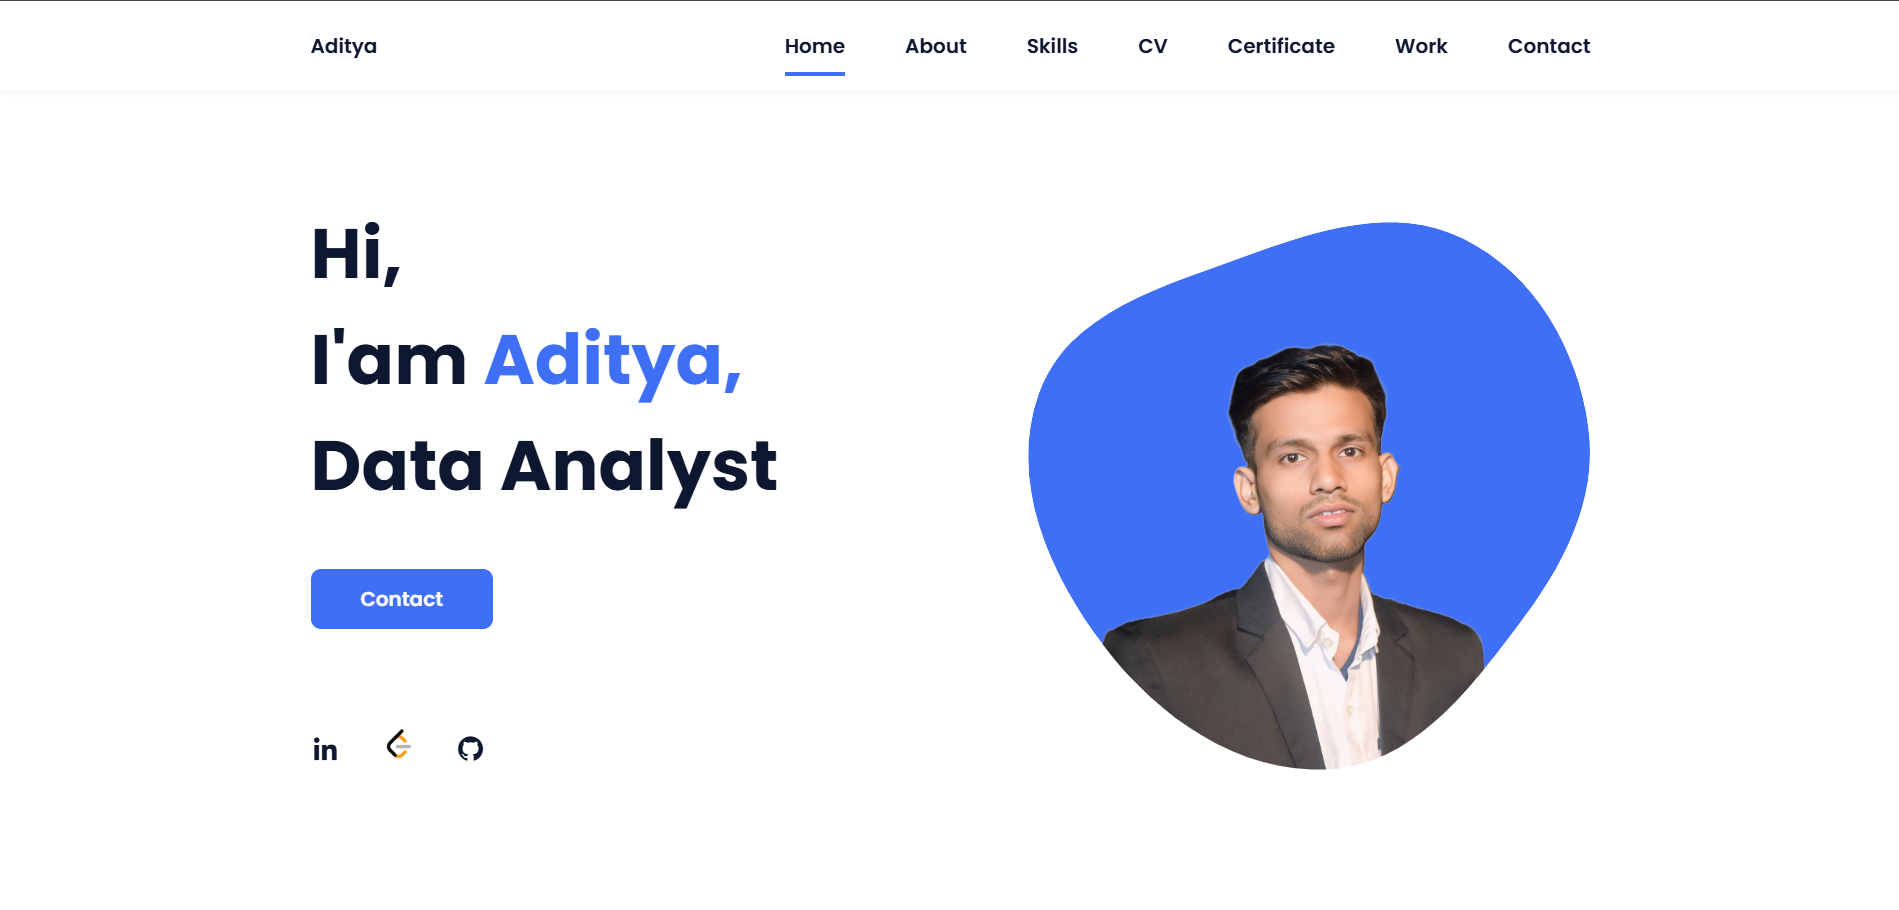 Aditya
Home About Skills CV Certificate Work Contact
Hi,
I'am Aditya,
Data Analyst
Contact
in